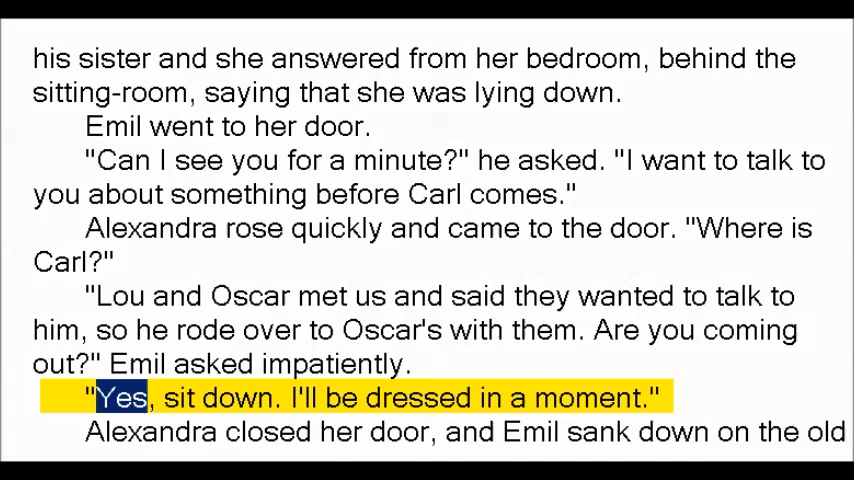 his sister and she answered from her bedroom, behind the
sitting-room, saying that she was lying down.
Emil went to her door.
"Can I see you for a minute?" he asked. "I want to talk to
you about something before Carl comes."
Alexandra rose quickly and came to the door. "Where is
Carl?"
"Lou and Oscar met us and said they wanted to talk to
him, so he rode over to Oscar's with them. Are you coming
out?" Emil asked impatiently.
"Yes, sit down. I'll be dressed in a moment."
Alexandra closed her door, and Emil sank down on the old